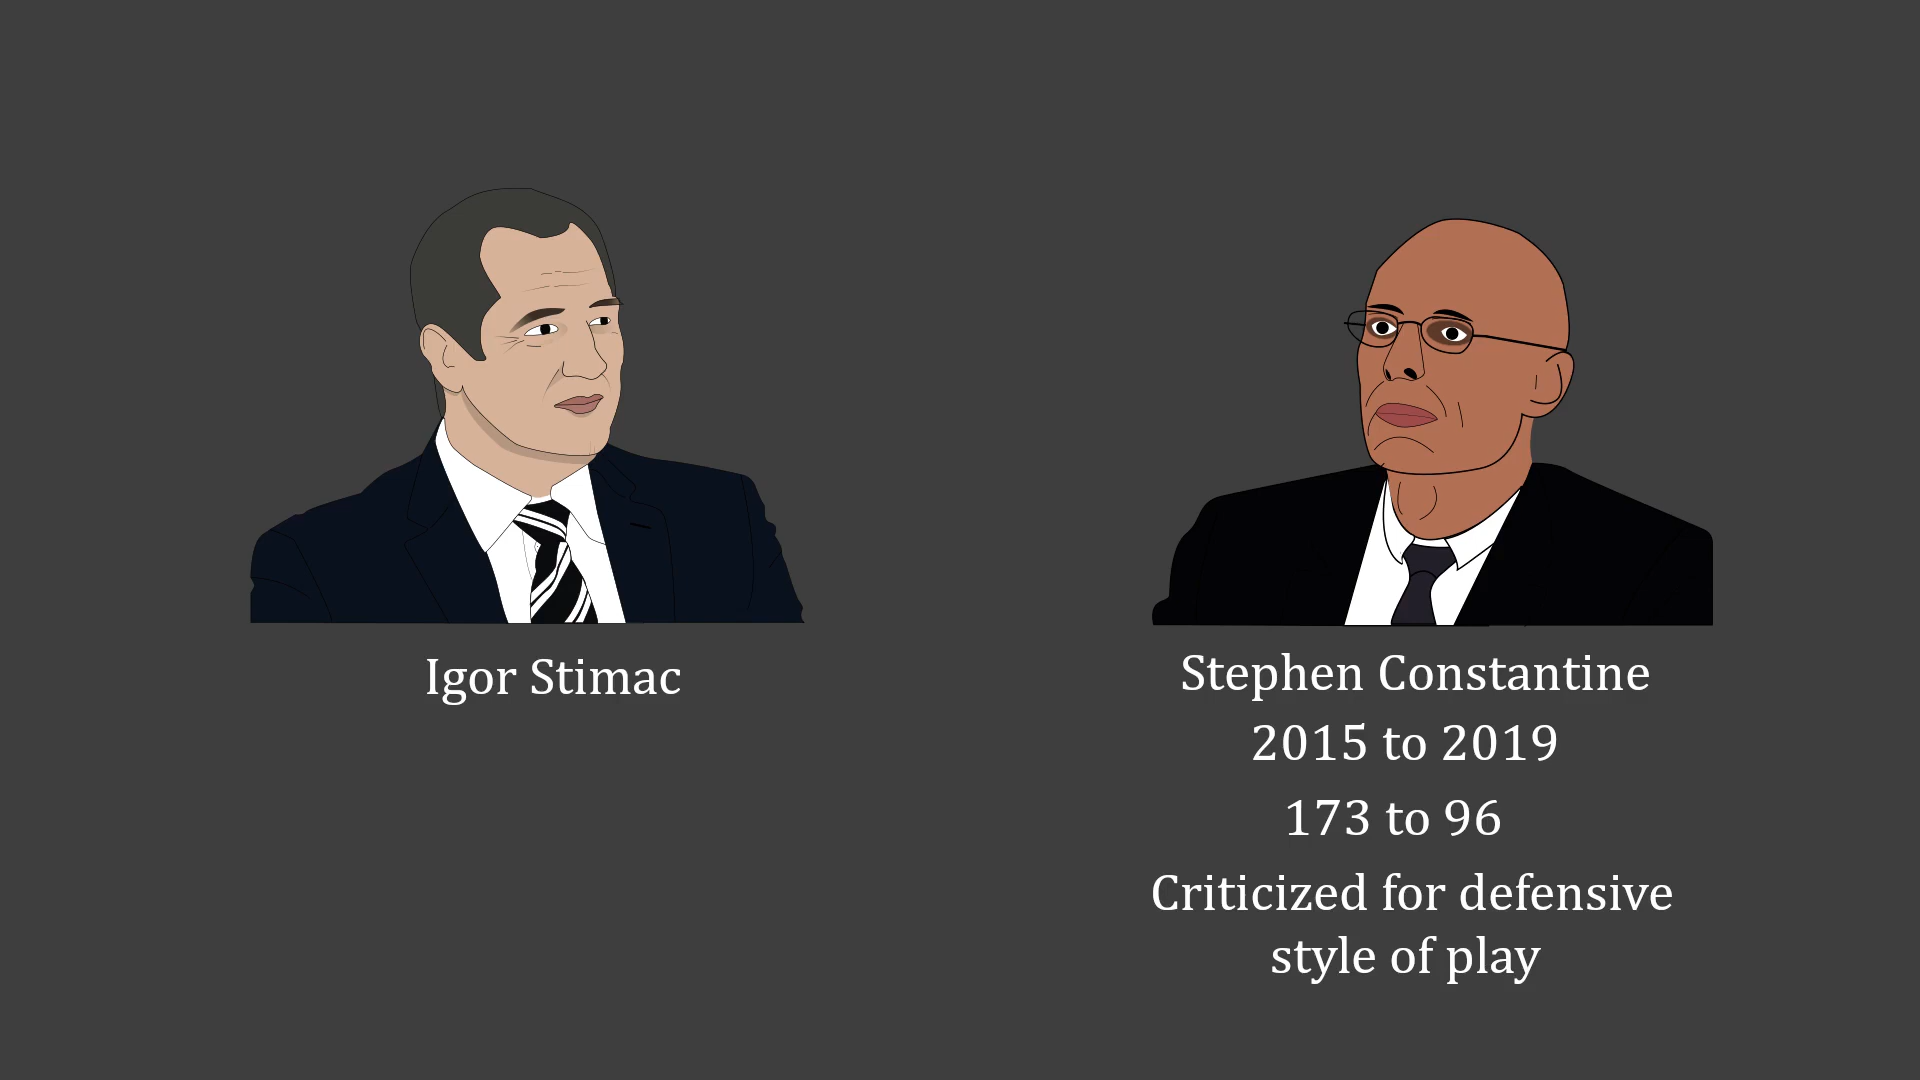 Igor Stimac
Stephen Constantine
2015 to 2019
173 to 96
Criticized for defensive
style of play